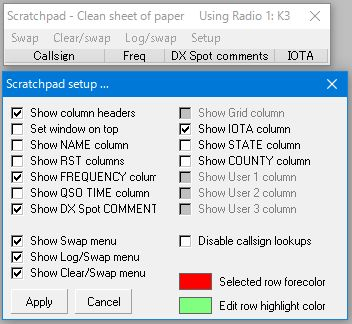 Scratchpad - Clean sheet of paper Using Radio 1: K3
Swap Clear/swap Log/swap Setup
Callsign Freq DX Spot comments IOTA
Scratchpad setup ...
Show column headers
Set window on top
Show NAME column
Show RST columns
Show FREQUENCY colum
Show QSO TIME column
Show DX Spot COMMENT
Show Swap menu
Show Log/Swap menu
Show Clear/Swap menu
Apply Cancel
Show Grid column
Show IOTA column
Show STATE column
Show COUNTY column
Show User 1 column
Show User 2 column
Show User 3 column
Disable callsign lookups
Selected row forecolor
Edit row highlight color